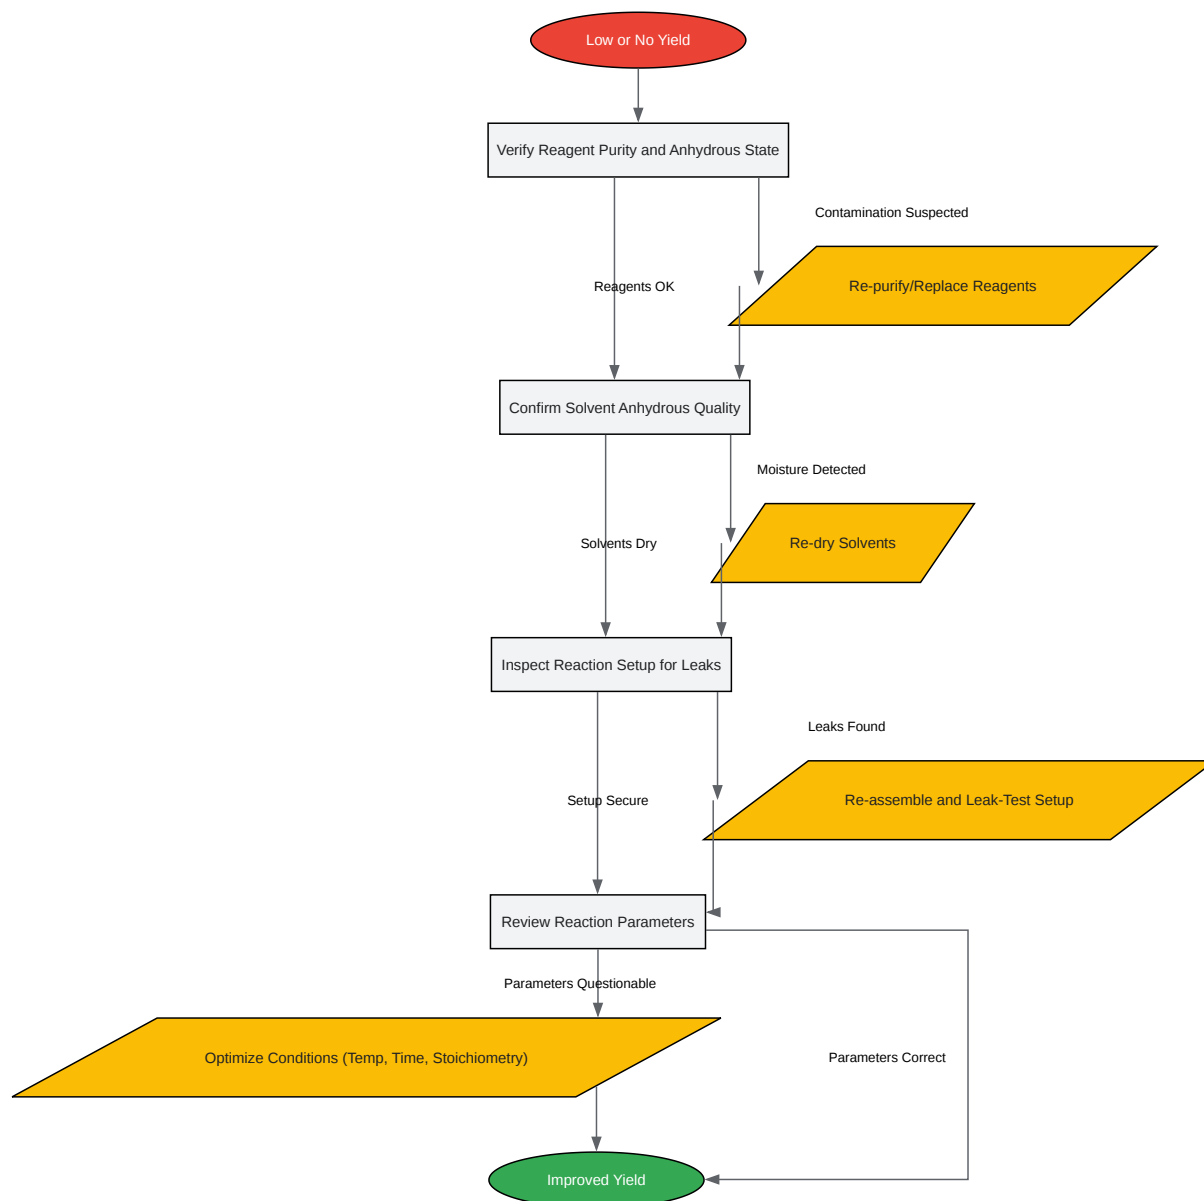 Low or No Yield
Verify Reagent Purity and Anhydrous State
Contamination Suspected
Reagents OK
Re-purify/Replace Reagents
Confirm Solvent Anhydrous Quality
Moisture Detected
Solvents Dry
Re-dry Solvents
Inspect Reaction Setup for Leaks
Leaks Found
Setup Secure
Re-assemble and Leak-Test Setup
Review Reaction Parameters
Parameters Questionable
Optimize Conditions (Temp, Time, Stoichiometry)
Parameters Correct
Improved Yield